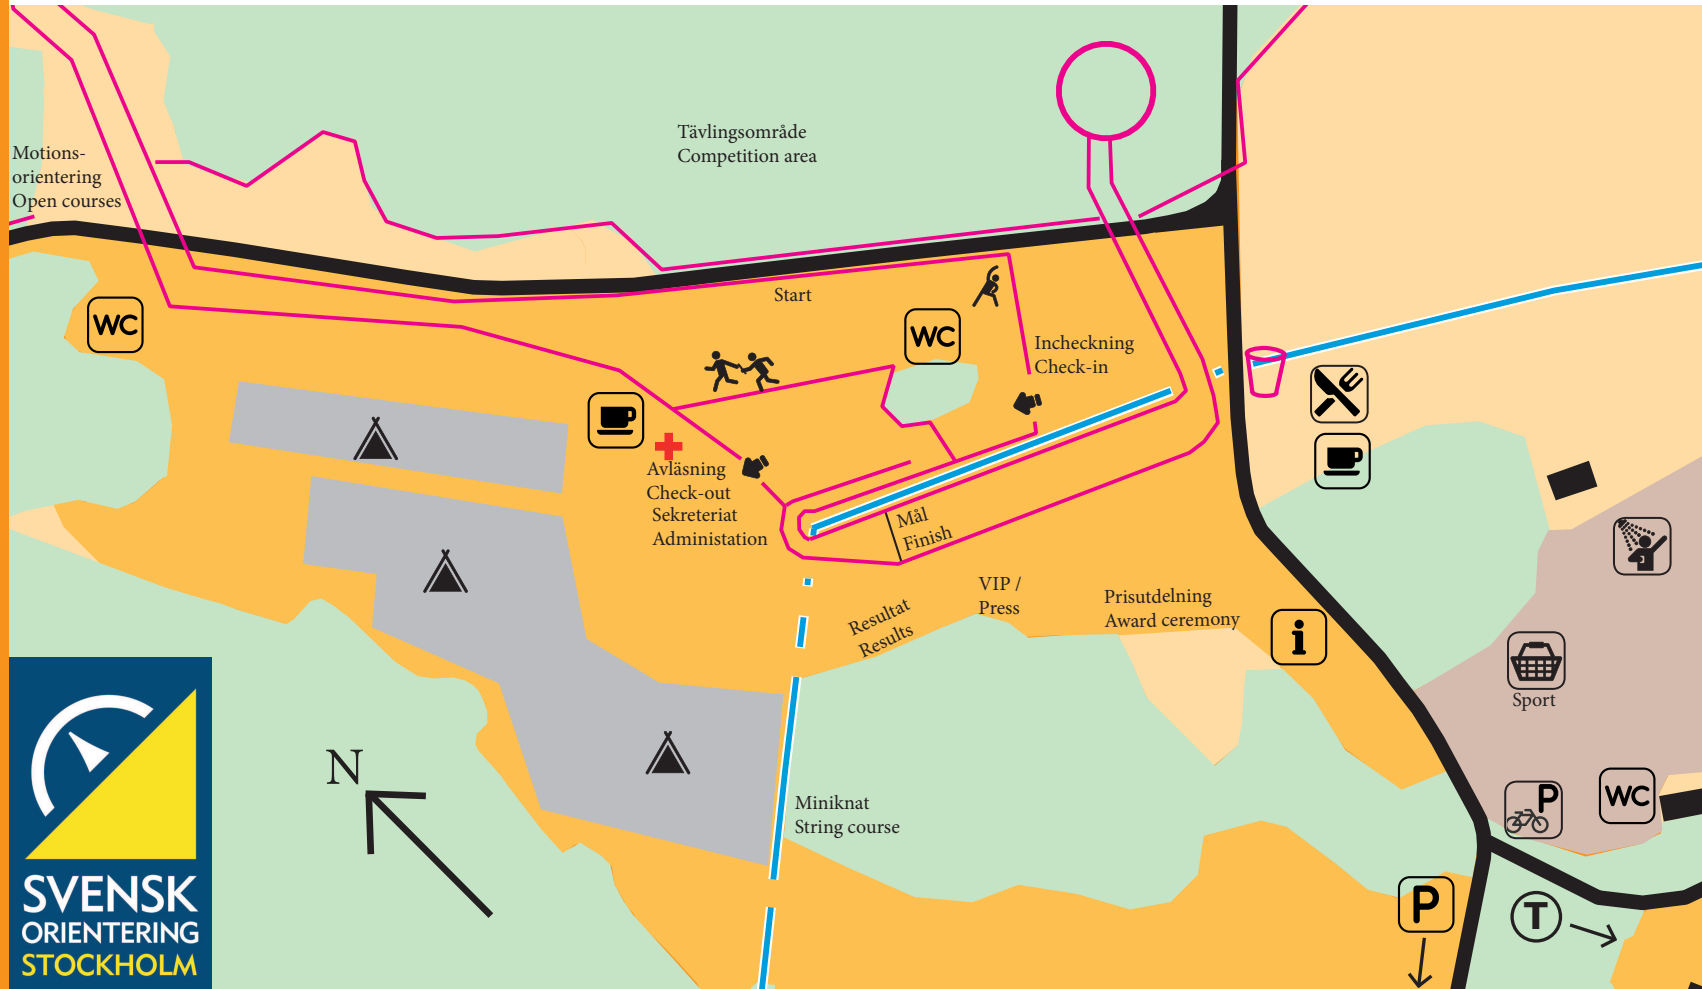 Tävlingsområde
Competition area
Motions-
orientering
Open courses
WC
Start
WC
Incheckning
Check-in
Avläsning
Check-out
Sekreteriat
Administation
Mål
Finish
VIP /
Press
Resultat
Results
Prisutdelning
Award ceremony
i
Sport
N
Miniknat
String course
P
WC
P
T
SVENSK
ORIENTERING
STOCKHOLM